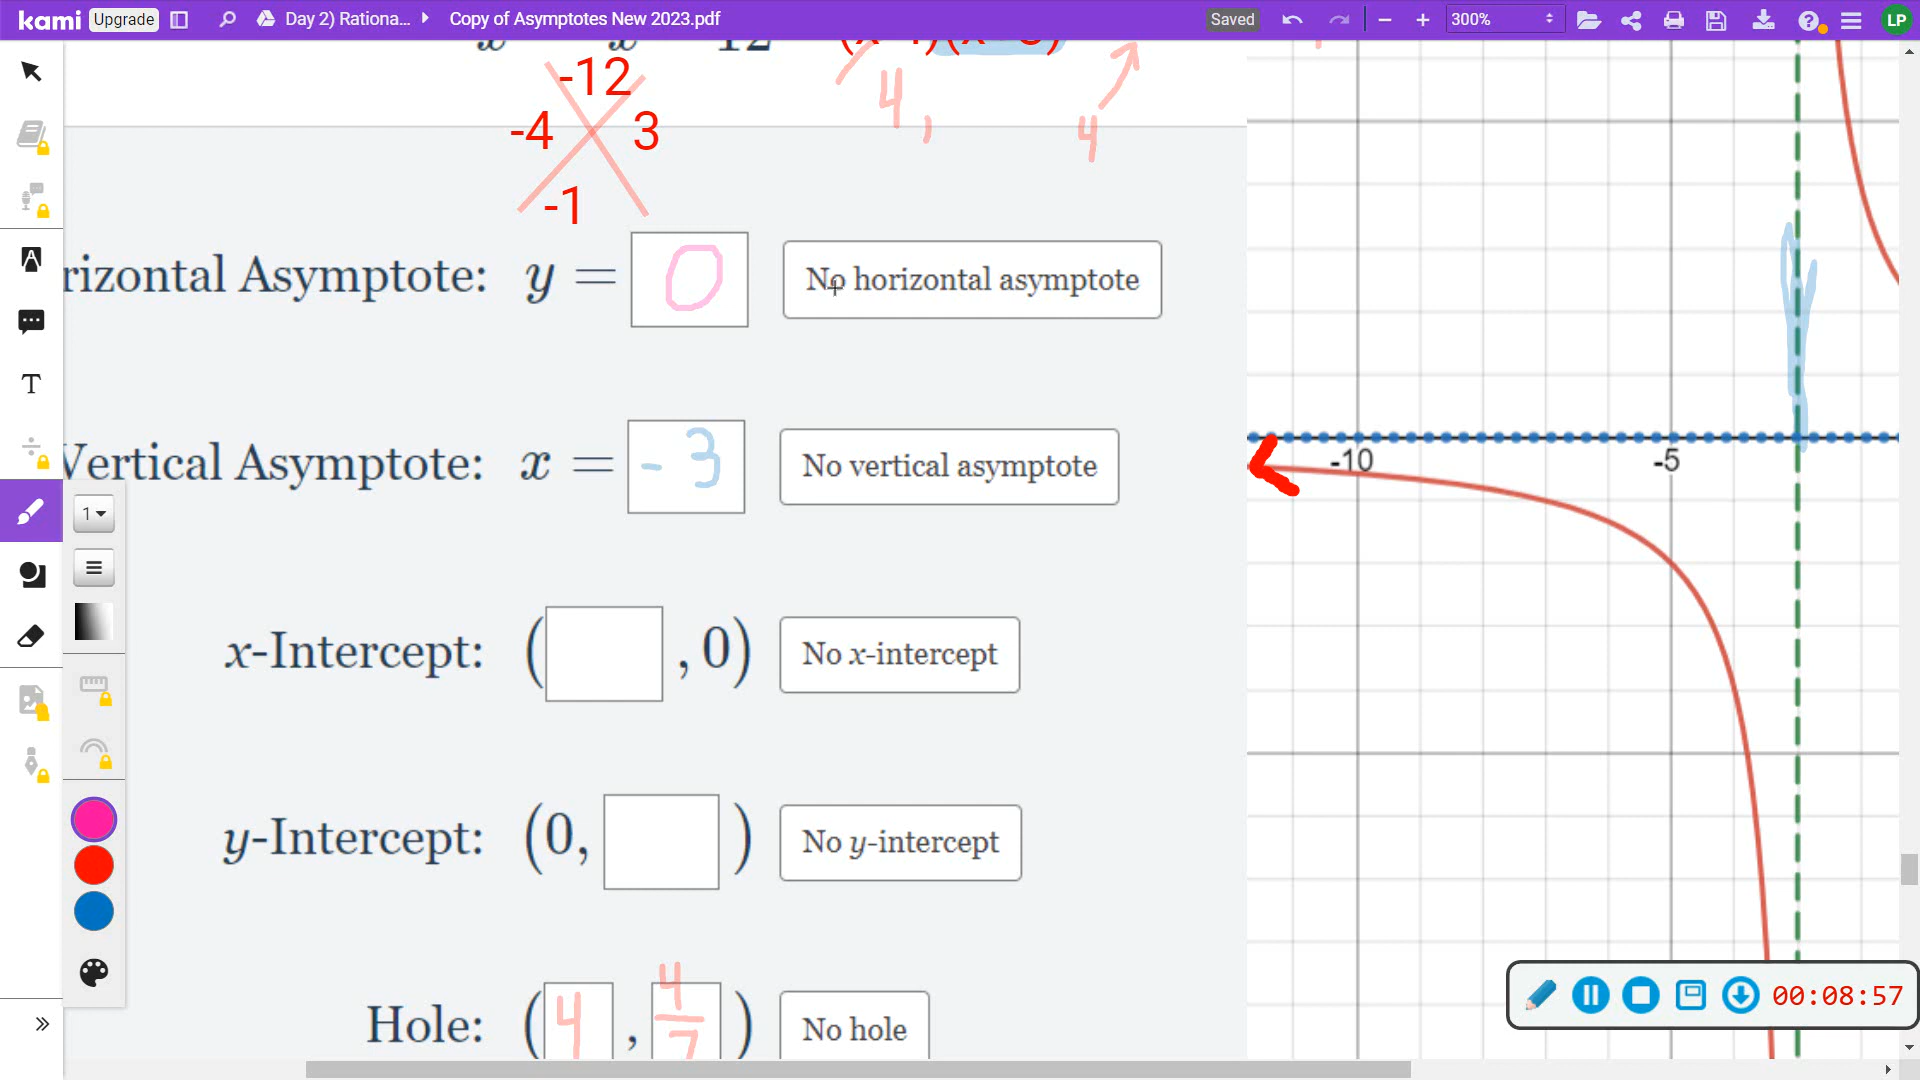 kami Upgrade Day 2) Rationa... Copy of Asymptotes New 2023.pdf Saved 300% LP
-12
-4 3
-1
4 ,
4
rizontal Asymptote: y = 0 No horizontal asymptote
Vertical Asymptote: x = -3 No vertical asymptote
x-Intercept: ( , 0) No x-intercept
y-Intercept: (0, ) No y-intercept
Hole: (4, 4/7) No hole
-10 -5
T
1
00:08:57